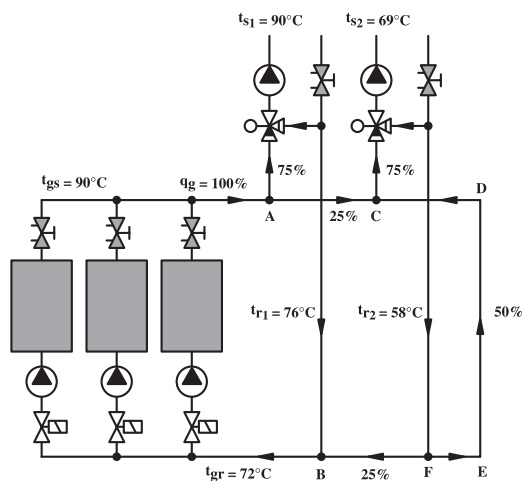 ts1 = 90°C
ts2 = 69°C
75%
75%
tgs = 90°C
qg = 100%
D
A
25%
C
tr1 = 76°C
tr2 = 58°C
50%
tgr = 72°C
B
25%
F
E